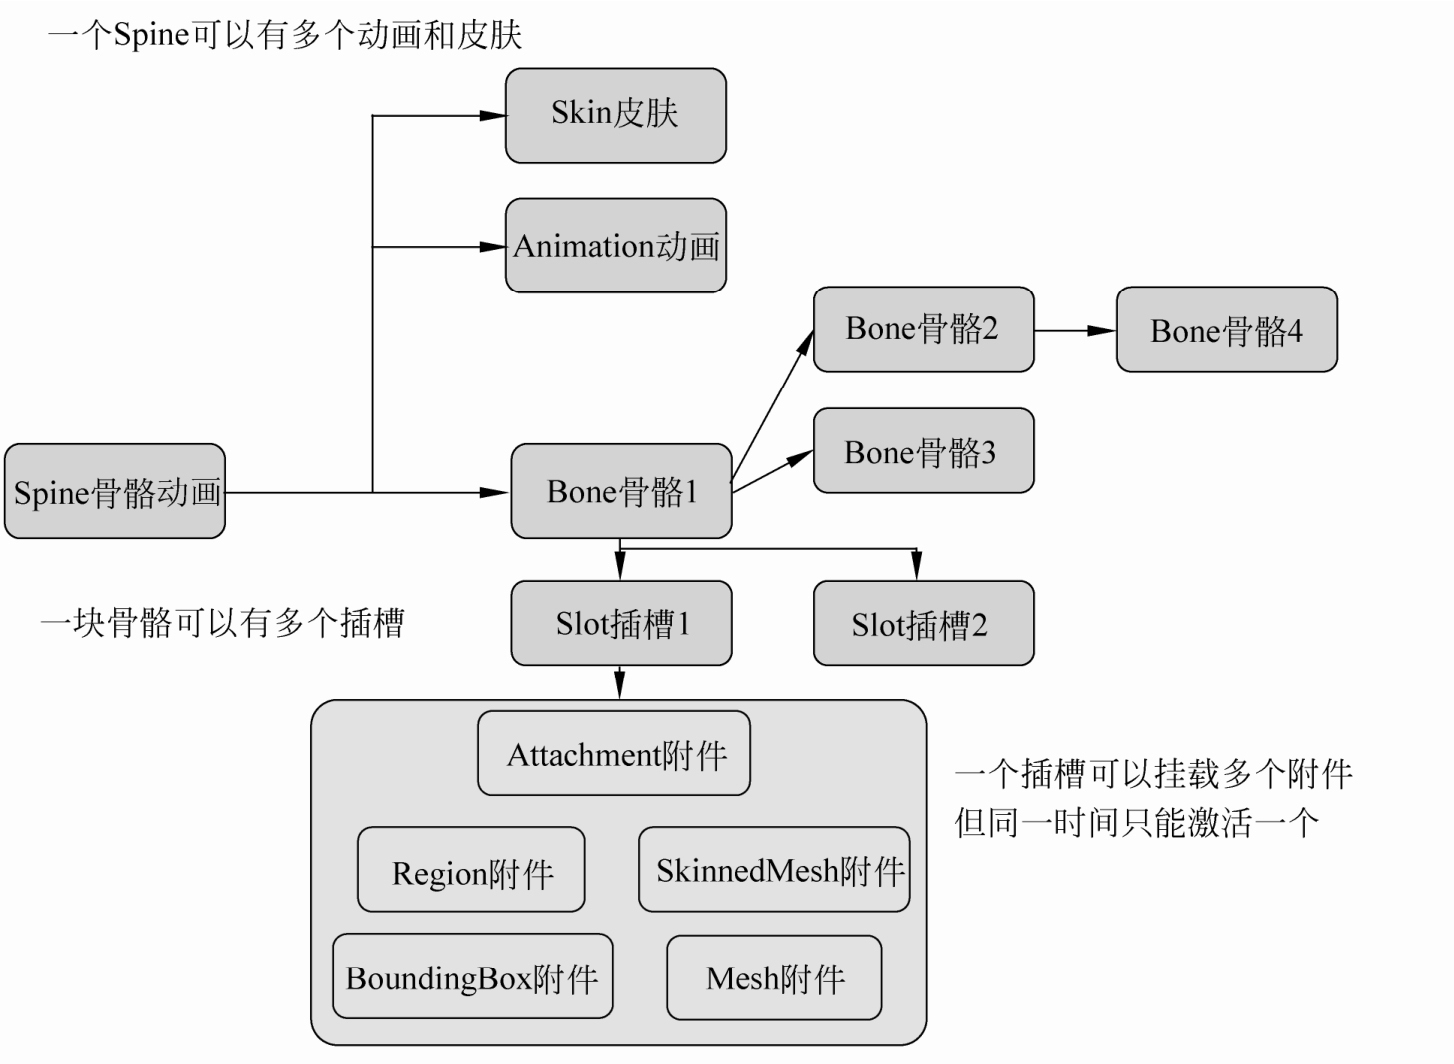 一个Spine可以有多个动画和皮肤
Skin皮肤
Animation动画
Bone骨骼2
Bone骨骼4
Bone骨骼3
Spine骨骼动画
Bone骨骼1
一块骨骼可以有多个插槽
Slot插槽1
Slot插槽2
Attachment附件
一个插槽可以挂载多个附件
但同一时间只能激活一个
Region附件
SkinnedMesh附件
BoundingBox附件
Mesh附件